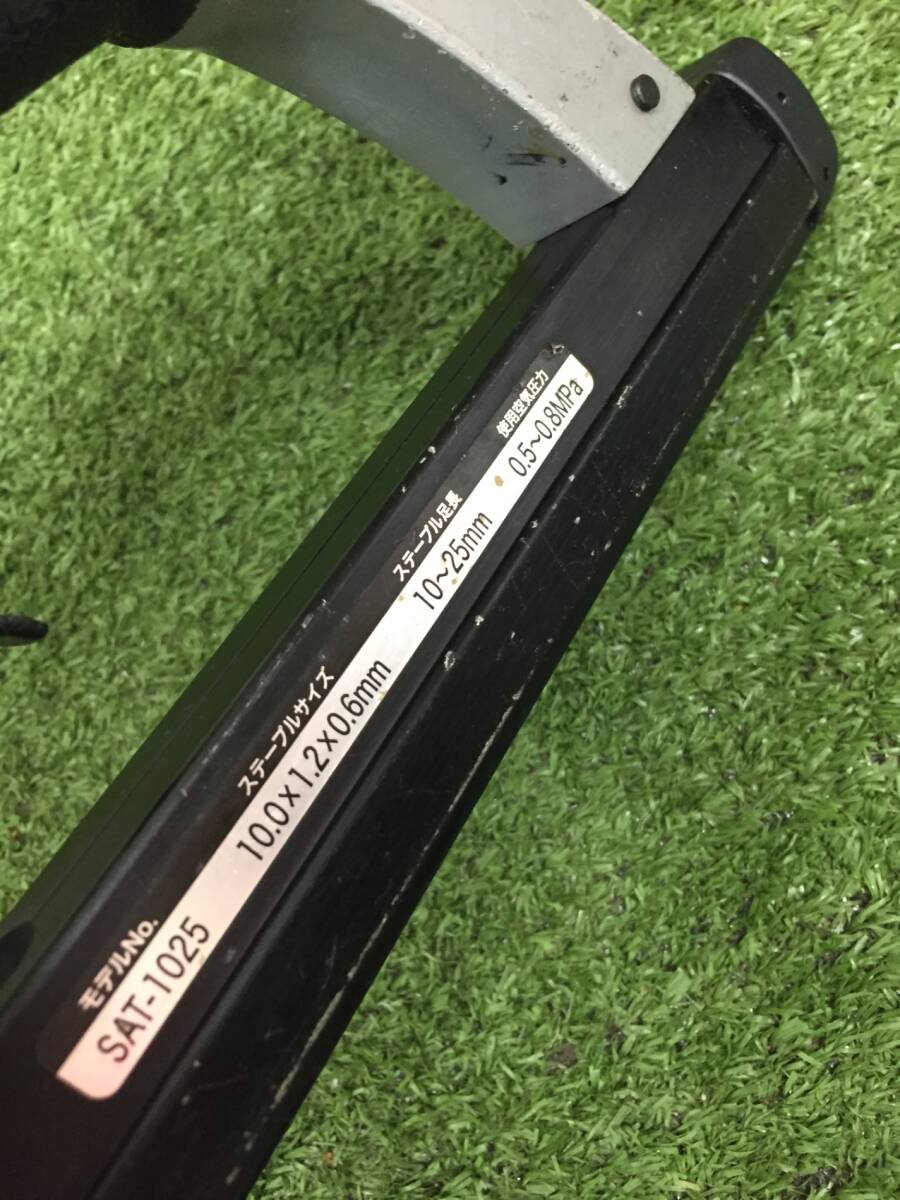 モデルNo.
SAT-1025
ステープルサイズ
10.0×1.2×0.6mm
ステープル足長
10~25mm
使用空気圧力
0.5~0.8MPa